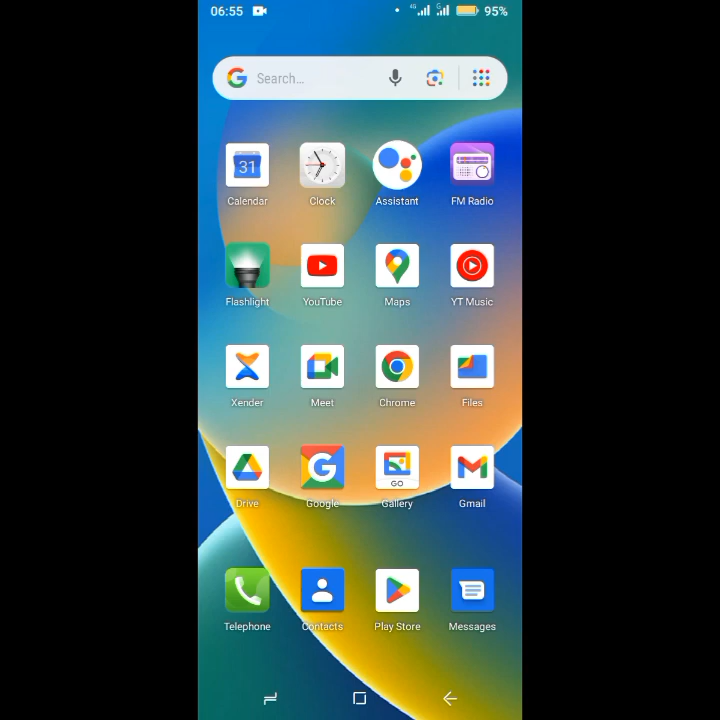 06:55 4G G 95%
Search...
31
Calendar Clock Assistant FM Radio
Flashlight YouTube Maps YT Music
Xender Meet Chrome Files
GO
Drive Google Gallery Gmail
Telephone Contacts Play Store Messages